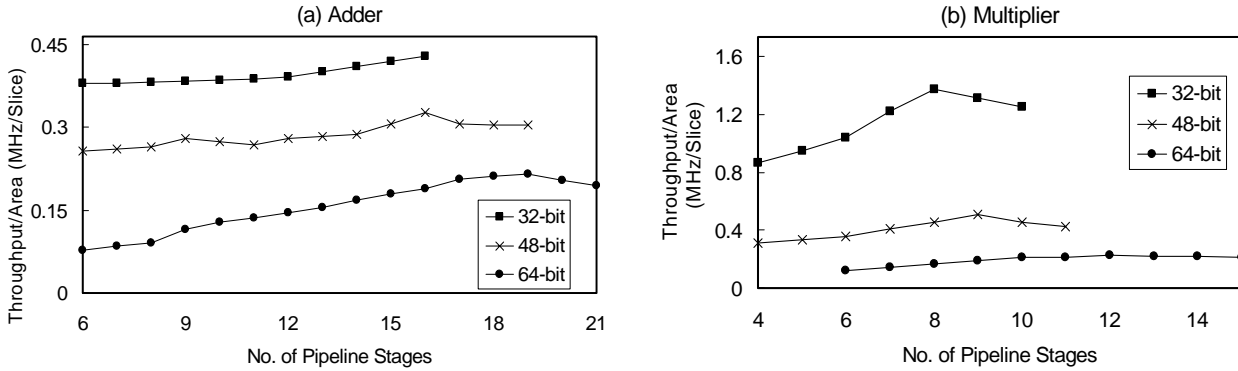 (a) Adder
Throughput/Area (MHz/Slice)
0.45
0.3
0.15
0
6 9 12 15 18 21
No. of Pipeline Stages
32-bit
48-bit
64-bit
(b) Multiplier
Throughput/Area
(MHz/Slice)
1.6
1.2
0.8
0.4
0
4 6 8 10 12 14
No. of Pipeline Stages
32-bit
48-bit
64-bit